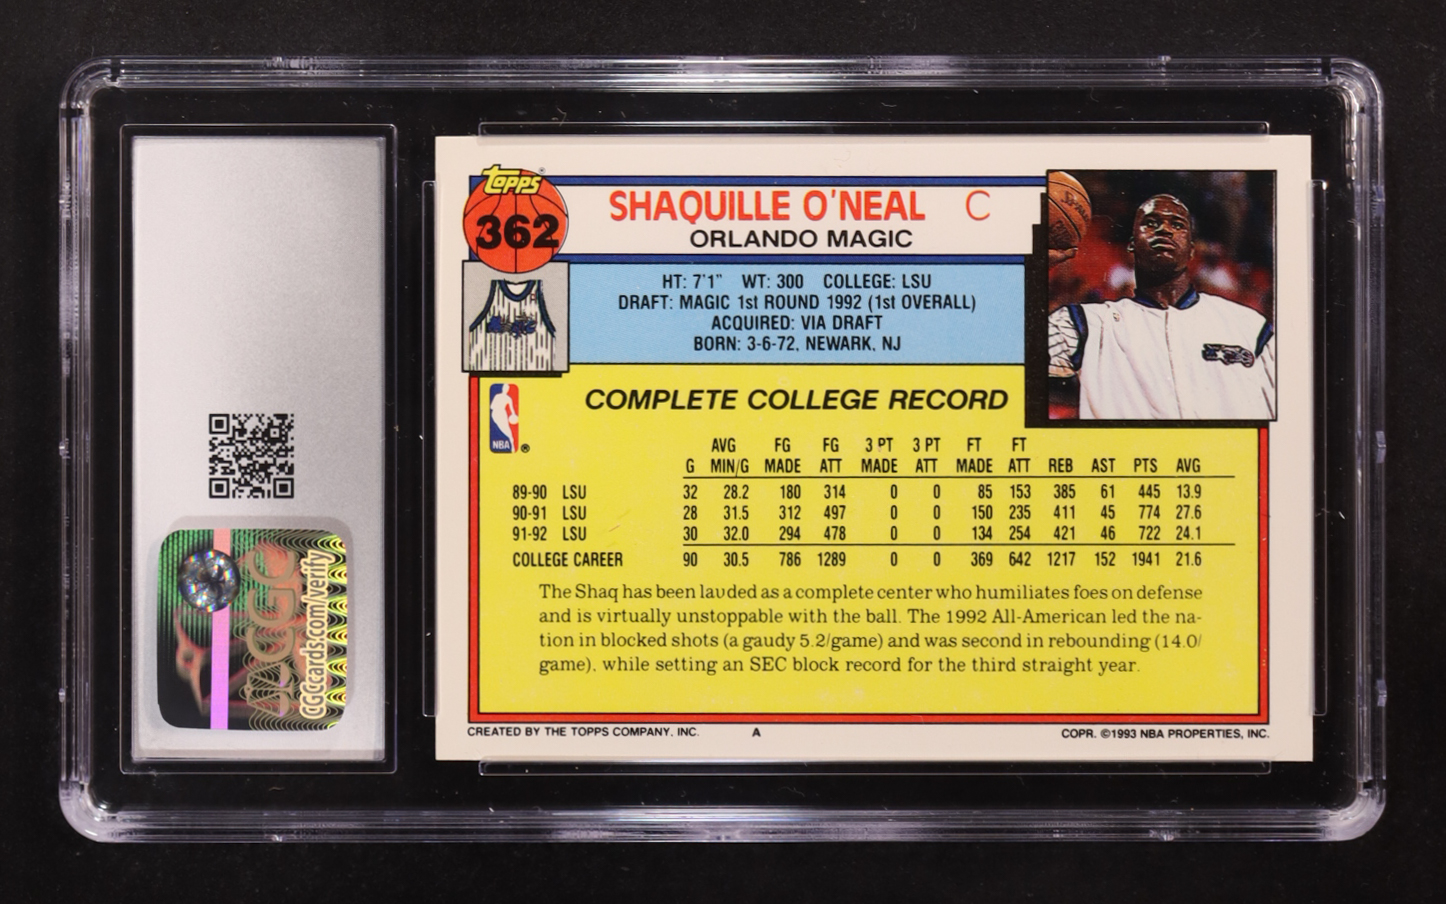 topps
362
SHAQUILLE O'NEAL C
ORLANDO MAGIC
HT: 7'1" WT: 300 COLLEGE: LSU
DRAFT: MAGIC 1st ROUND 1992 (1st OVERALL)
ACQUIRED: VIA DRAFT
BORN: 3-6-72, NEWARK, NJ
Magic
NBA
COMPLETE COLLEGE RECORD
AVG FG FG 3 PT 3 PT FT FT
G MIN/G MADE ATT MADE ATT MADE ATT REB AST PTS AVG
89-90 LSU 32 28.2 180 314 0 0 85 153 385 61 445 13.9
90-91 LSU 28 31.5 312 497 0 0 150 235 411 45 774 27.6
91-92 LSU 30 32.0 294 478 0 0 134 254 421 46 722 24.1
COLLEGE CAREER 90 30.5 786 1289 0 0 369 642 1217 152 1941 21.6
The Shaq has been lauded as a complete center who humiliates foes on defense
and is virtually unstoppable with the ball. The 1992 All-American led the na-
tion in blocked shots (a gaudy 5.2/game) and was second in rebounding (14.0/
game), while setting an SEC block record for the third straight year.
CREATED BY THE TOPPS COMPANY, INC. A COPR. ©1993 NBA PROPERTIES, INC.
CGC
CGCcards.com/verify